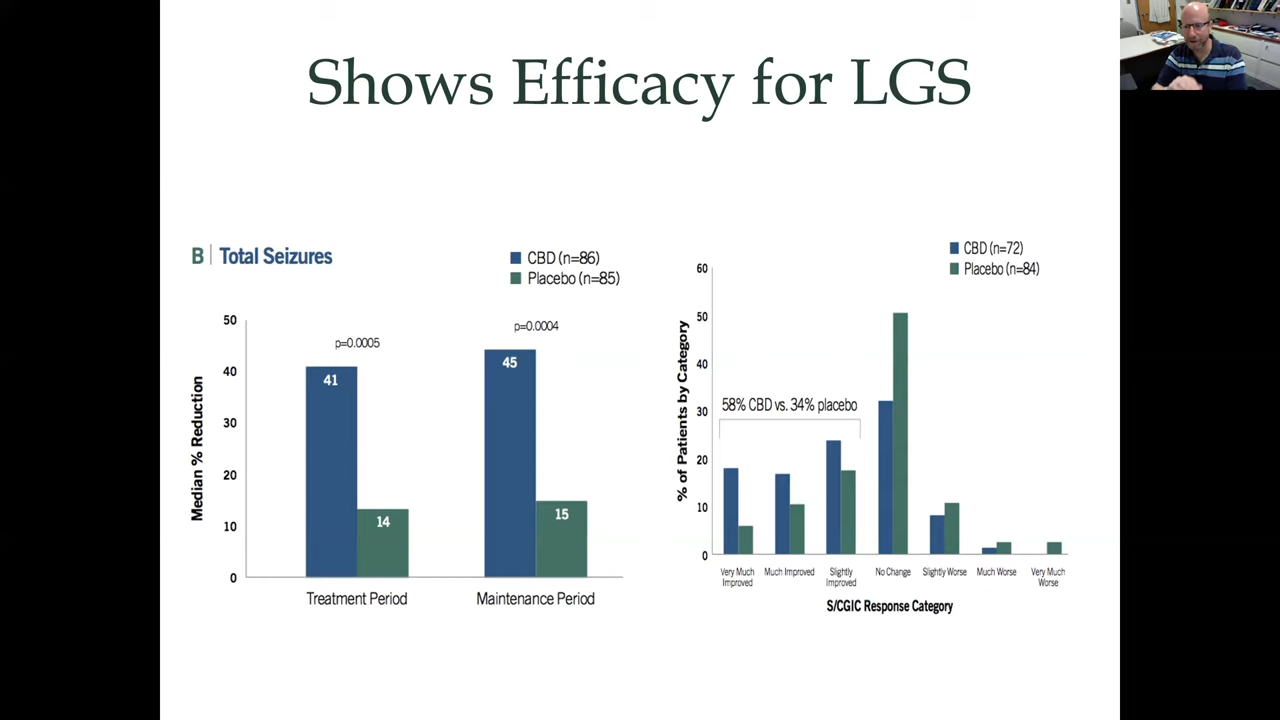 Shows Efficacy for LGS
B | Total Seizures
CBD (n=86)
Placebo (n=85)
p=0.0005
p=0.0004
Median % Reduction
50
40
30
20
10
0
41
14
45
15
Treatment Period
Maintenance Period
CBD (n=72)
Placebo (n=84)
% of Patients by Category
60
50
40
30
20
10
0
58% CBD vs. 34% placebo
Very Much
Improved
Much Improved
Slightly
Improved
No Change
Slightly Worse
Much Worse
Very Much
Worse
S/CGIC Response Category